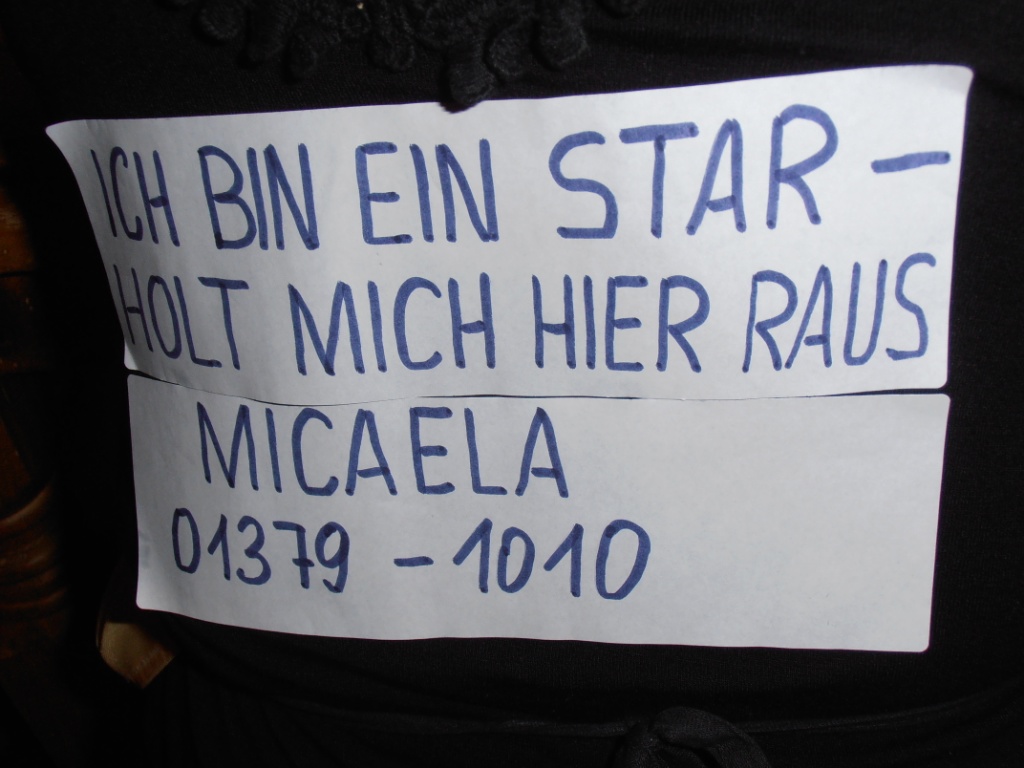 ICH BIN EIN STAR –
HOLT MICH HIER RAUS
MICAELA
01379 – 1010